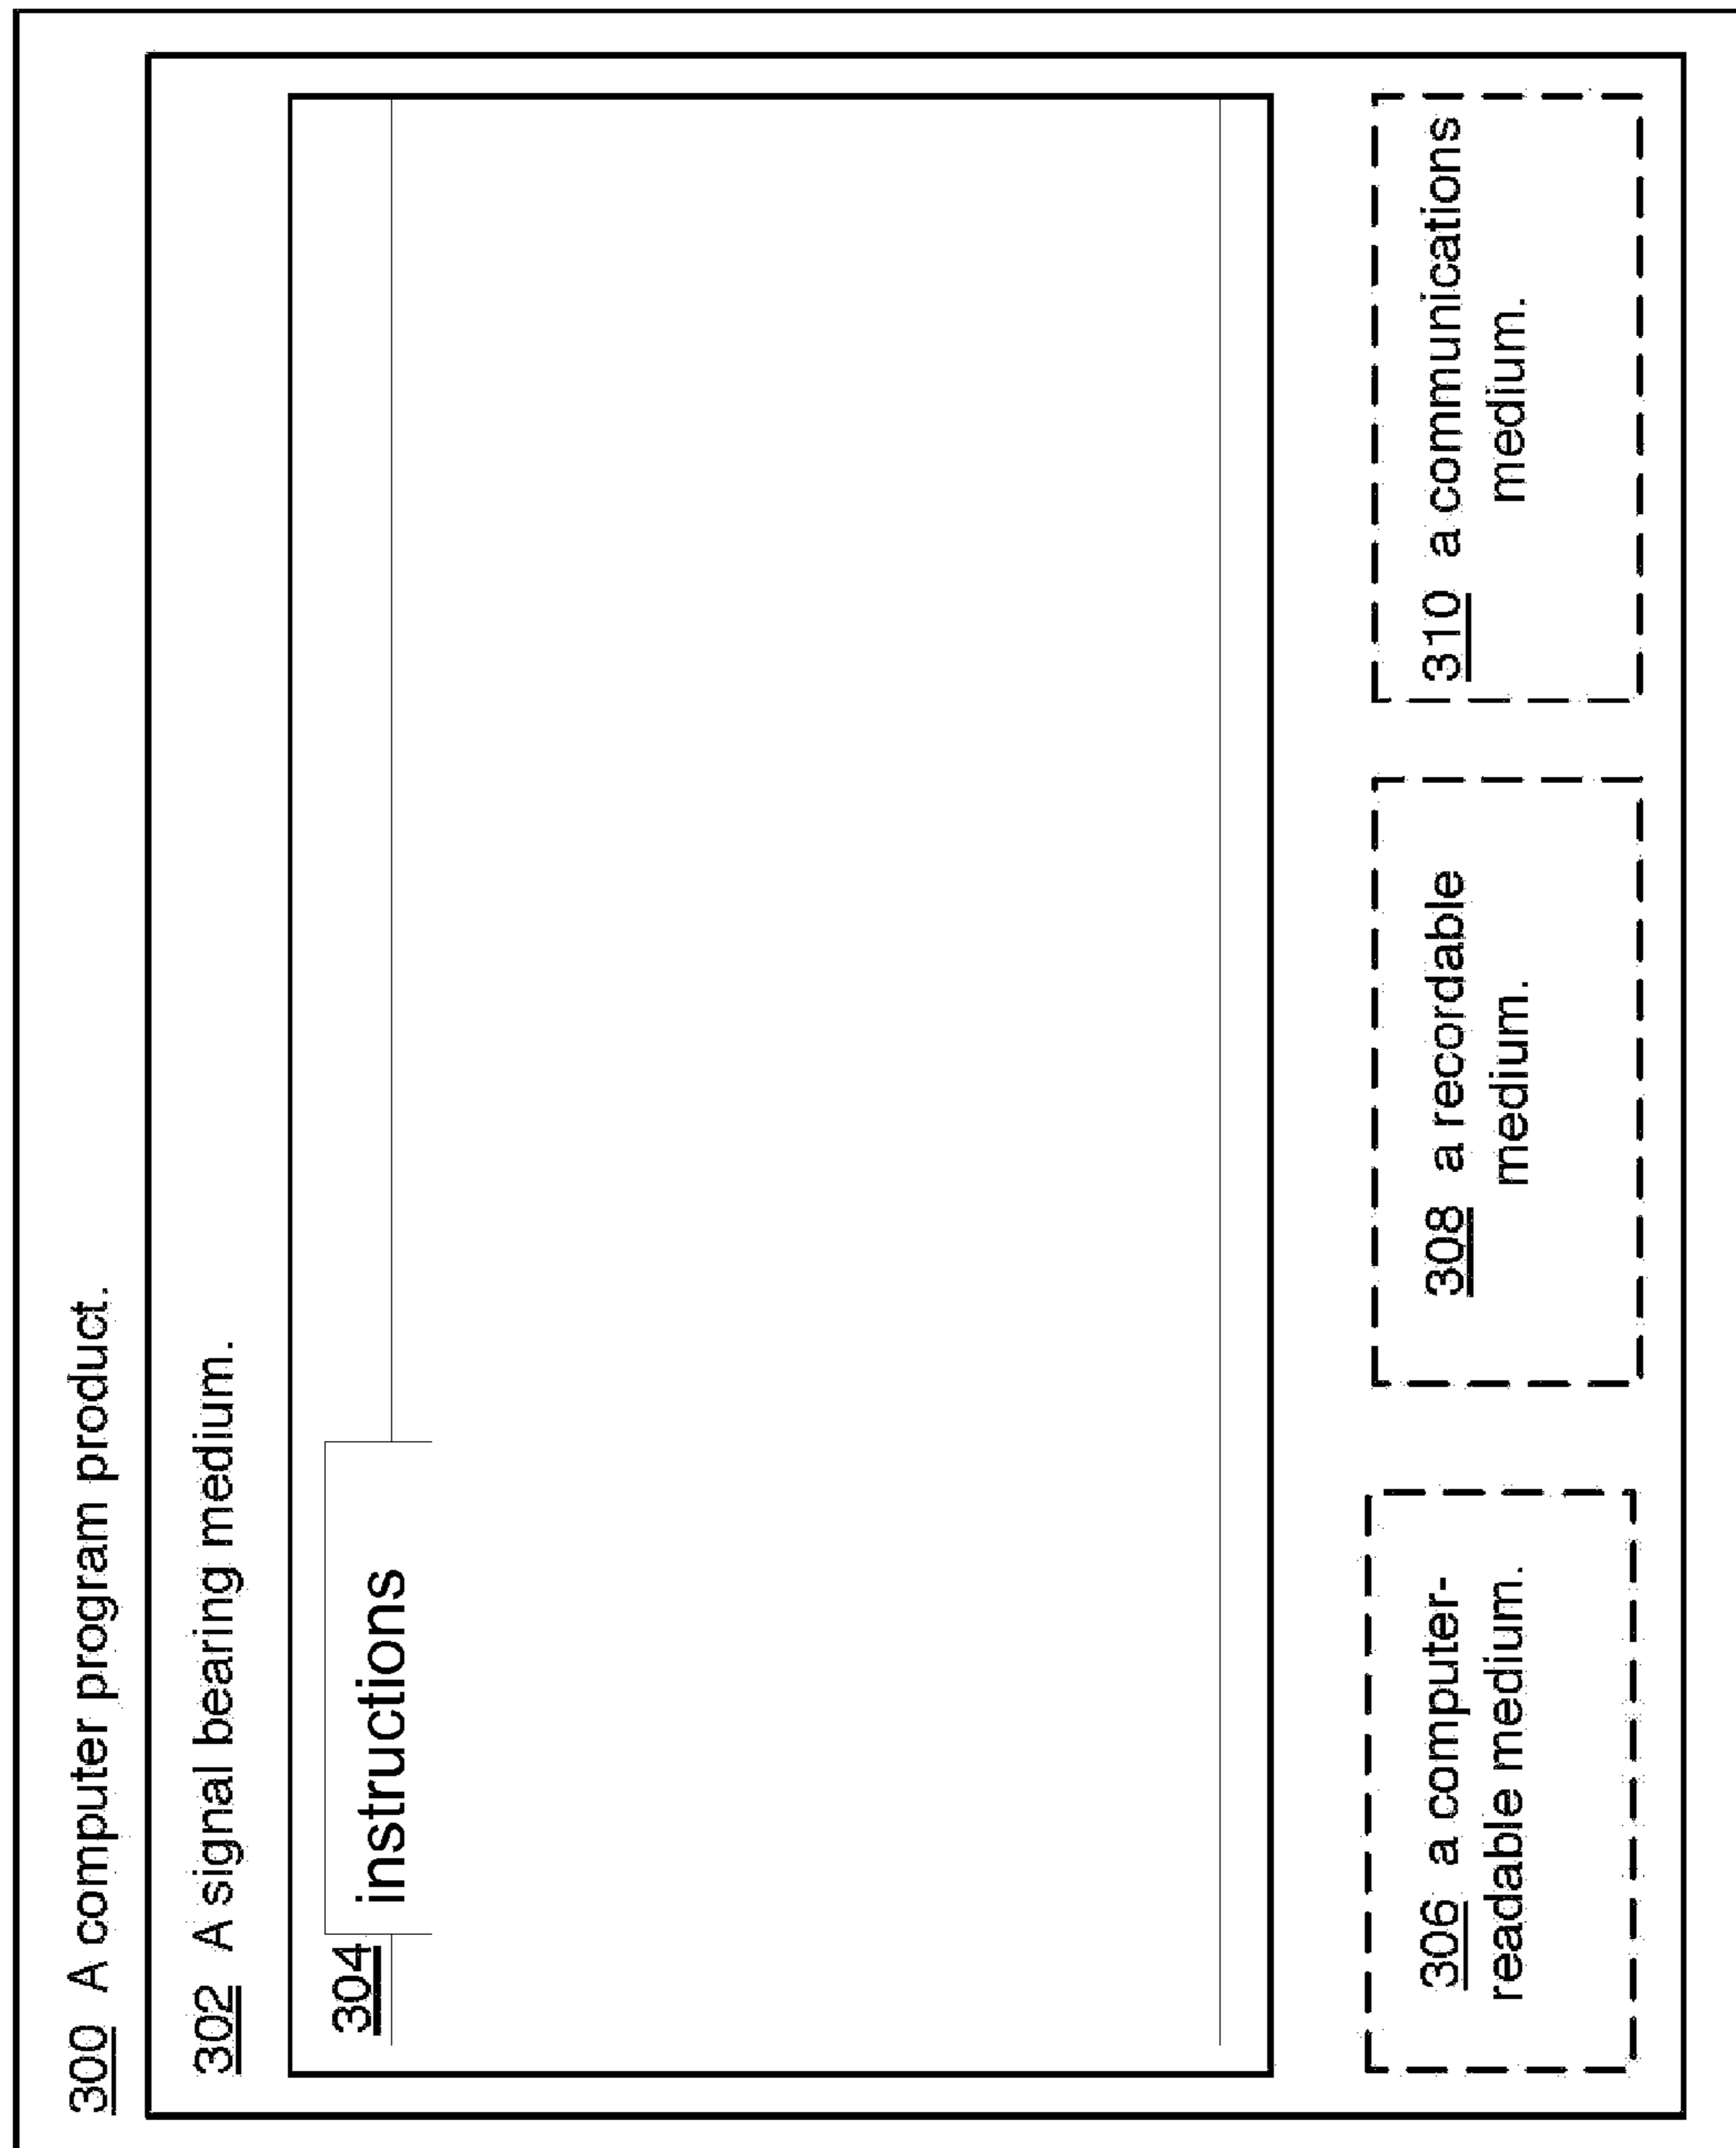 300 A computer program product.
302 A signal bearing medium.
304
instructions
306 a computer-
readable medium.
308 a recordable
medium.
310 a communications
medium.